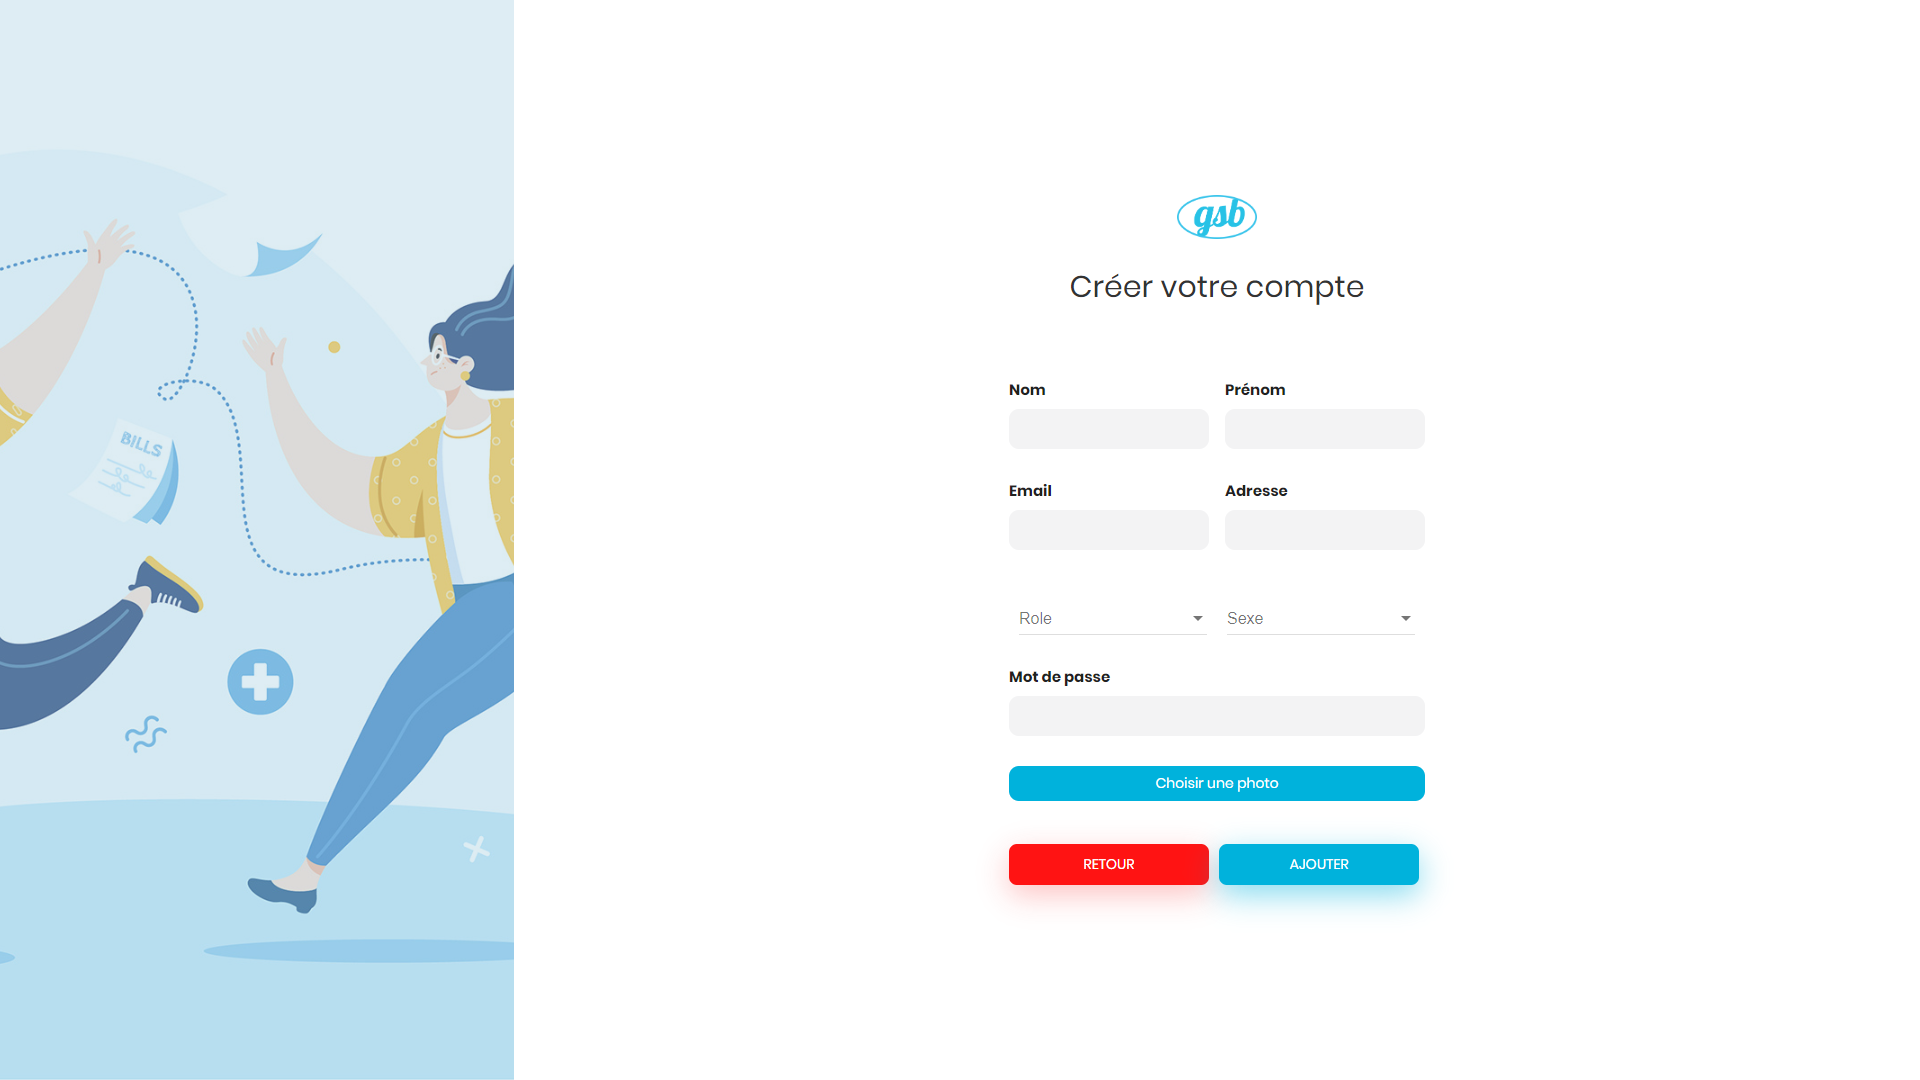 gsb
Créer votre compte
Nom
Prénom
BILLS
Email
Adresse
Role
Sexe
Mot de passe
Choisir une photo
RETOUR
AJOUTER